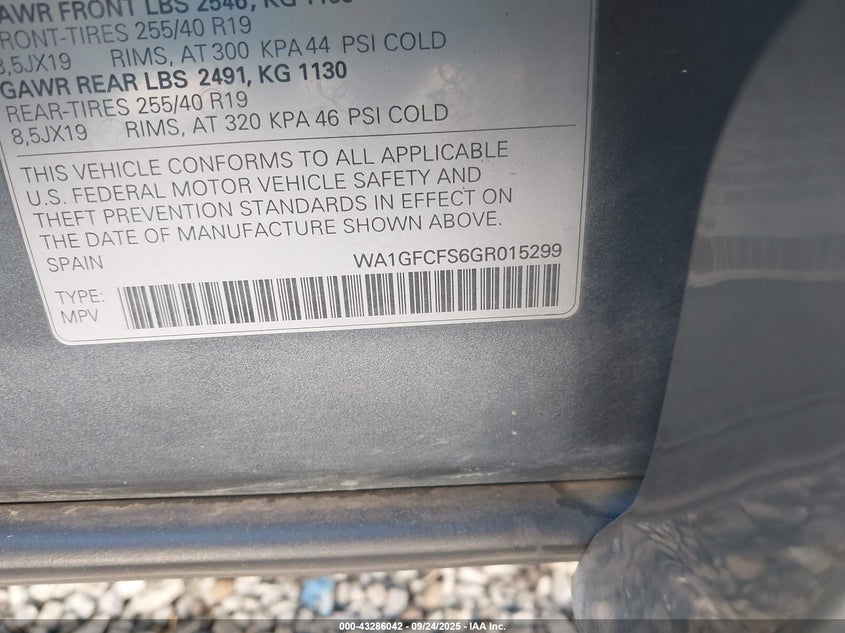 GAWR FRONT LBS 2546, KG 1155
FRONT-TIRES 255/40 R19
8,5JX19 RIMS, AT 300 KPA 44 PSI COLD
GAWR REAR LBS 2491, KG 1130
REAR-TIRES 255/40 R19
8,5JX19 RIMS, AT 320 KPA 46 PSI COLD
THIS VEHICLE CONFORMS TO ALL APPLICABLE
U.S. FEDERAL MOTOR VEHICLE SAFETY AND
THEFT PREVENTION STANDARDS IN EFFECT ON
THE DATE OF MANUFACTURE SHOWN ABOVE.
SPAIN WA1GFCFS6GR015299
TYPE:
MPV
000-43286042 - 09/24/2025 - IAA Inc.